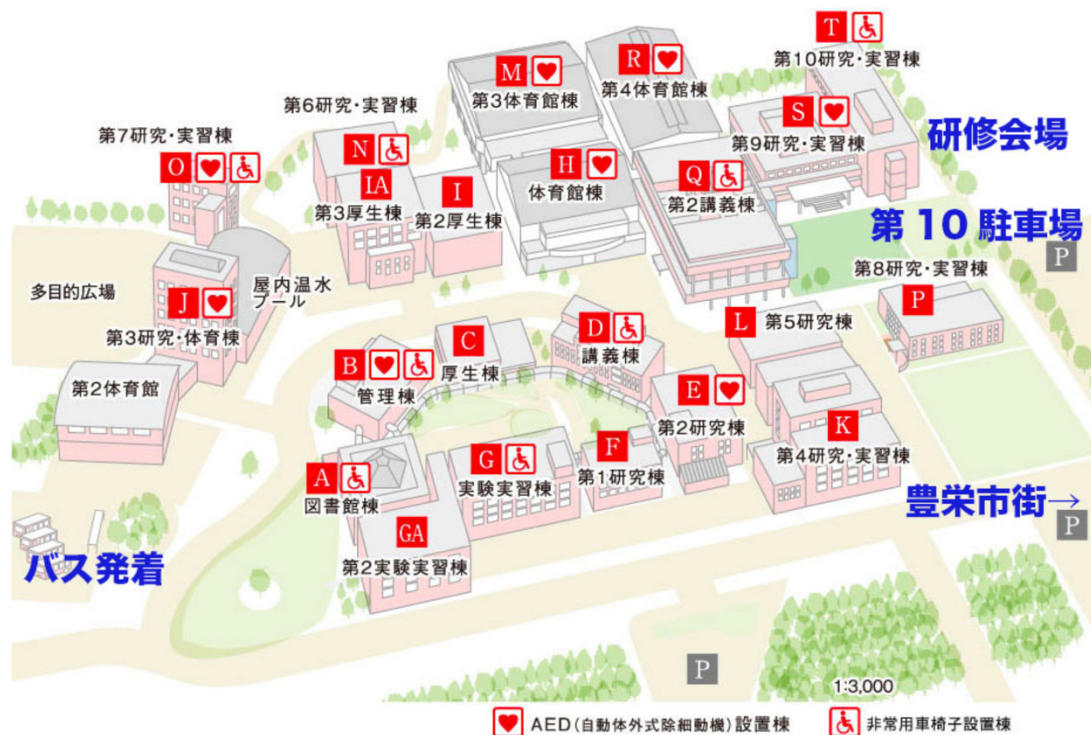 T
第10研究・実習棟
M
第3体育館棟
R
第4体育館棟
第6研究・実習棟
N
第7研究・実習棟
O
S
第9研究・実習棟
研修会場
H
体育館棟
IA
第3厚生棟
I
第2厚生棟
Q
第2講義棟
第10駐車場
P
第8研究・実習棟
P
多目的広場
屋内温水
プール
J
第3研究・体育棟
L
第5研究棟
D
講義棟
C
厚生棟
B
管理棟
第2体育館
E
第2研究棟
K
第4研究・実習棟
F
第1研究棟
G
実験実習棟
A
図書館棟
豊栄市街→
P
GA
第2実験実習棟
バス発着
P
1:3,000
AED(自動体外式除細動機)設置棟
非常用車椅子設置棟